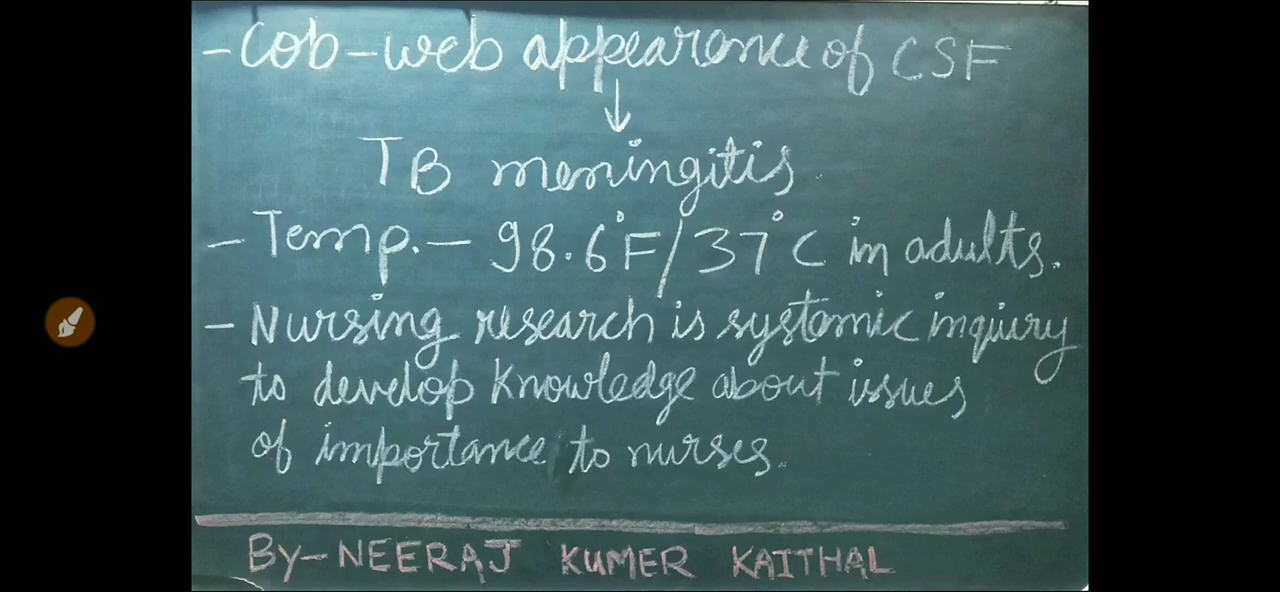 - Cob-web appearence of CSF
↓
TB meningitis
- Temp. - 98.6°F/37°C in adults.
- Nursing research is systamic inquiry
to develop knowledge about issues
of importance to nurses.
By-NEERAJ KUMER KAITHAL